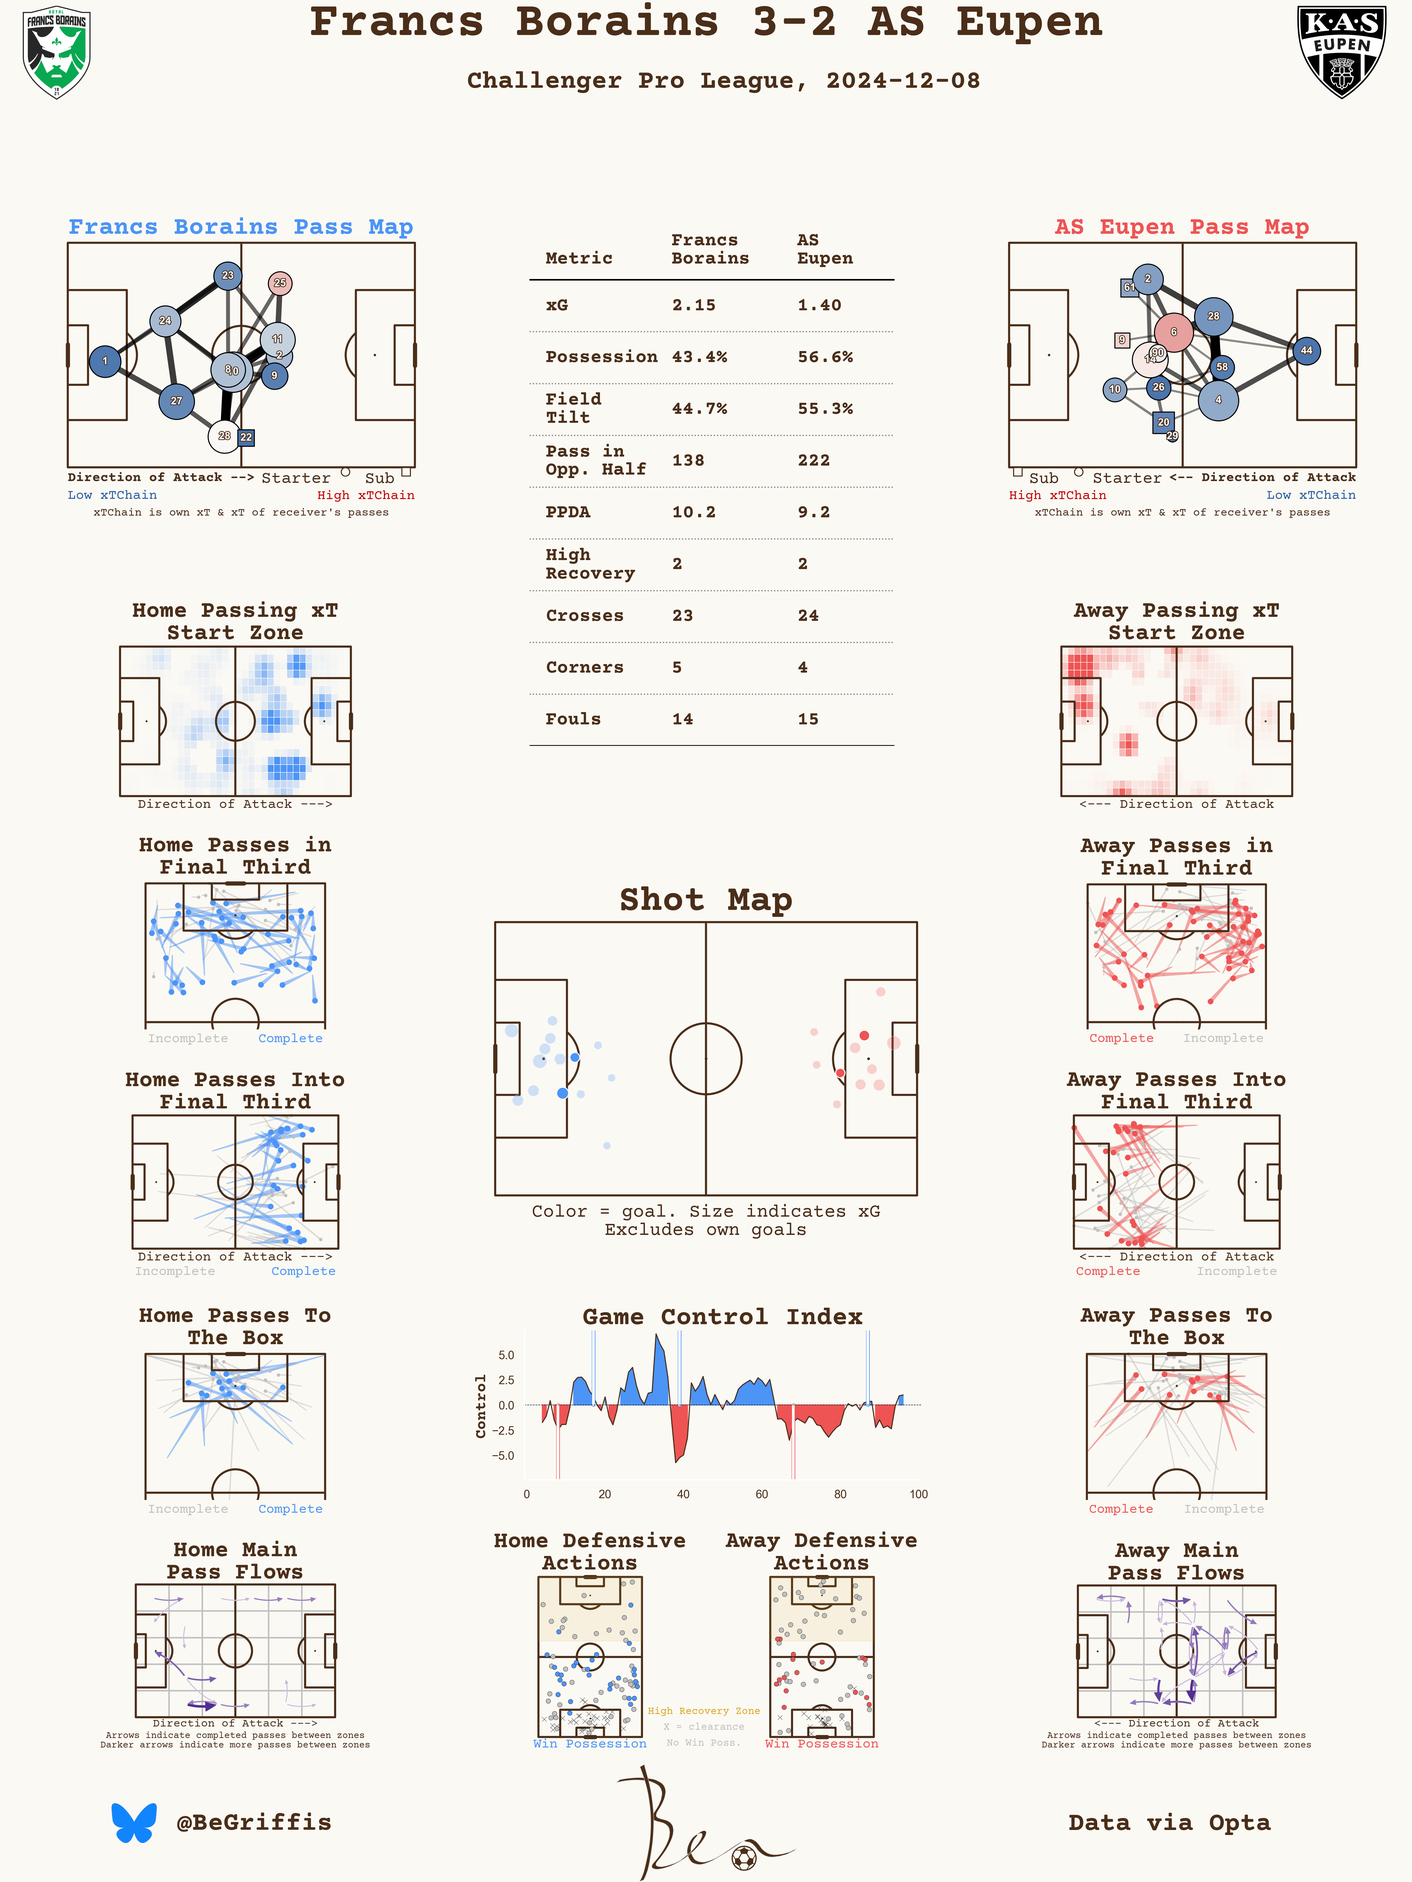 Francs Borains 3-2 AS Eupen
Challenger Pro League, 2024-12-08
ROYAL
FRANCS BORAINS
K·A·S
EUPEN
Francs Borains Pass Map
23
25
24
11
1
2
8
0
9
27
28
22
Direction of Attack --> Starter Sub
Low xTChain High xTChain
xTChain is own xT & xT of receiver's passes
Metric Francs Borains AS Eupen
xG 2.15 1.40
Possession 43.4% 56.6%
Field Tilt 44.7% 55.3%
Pass in Opp. Half 138 222
PPDA 10.2 9.2
High Recovery 2 2
Crosses 23 24
Corners 5 4
Fouls 14 15
AS Eupen Pass Map
2
61
28
6
9
90
14
44
58
10
26
4
20
29
Sub Starter <-- Direction of Attack
High xTChain Low xTChain
xTChain is own xT & xT of receiver's passes
Home Passing xT
Start Zone
Direction of Attack --->
Away Passing xT
Start Zone
<--- Direction of Attack
Home Passes in
Final Third
Incomplete Complete
Away Passes in
Final Third
Complete Incomplete
Shot Map
Color = goal. Size indicates xG
Excludes own goals
Home Passes Into
Final Third
Direction of Attack --->
Incomplete Complete
Away Passes Into
Final Third
<--- Direction of Attack
Complete Incomplete
Home Passes To
The Box
Incomplete Complete
Game Control Index
Control
5.0
2.5
0.0
−2.5
−5.0
0 20 40 60 80 100
Away Passes To
The Box
Complete Incomplete
Home Main
Pass Flows
Direction of Attack --->
Arrows indicate completed passes between zones
Darker arrows indicate more passes between zones
Home Defensive
Actions
Win Possession
High Recovery Zone
X = clearance
No Win Poss.
Away Defensive
Actions
Win Possession
Away Main
Pass Flows
<--- Direction of Attack
Arrows indicate completed passes between zones
Darker arrows indicate more passes between zones
@BeGriffis
Ben
Data via Opta